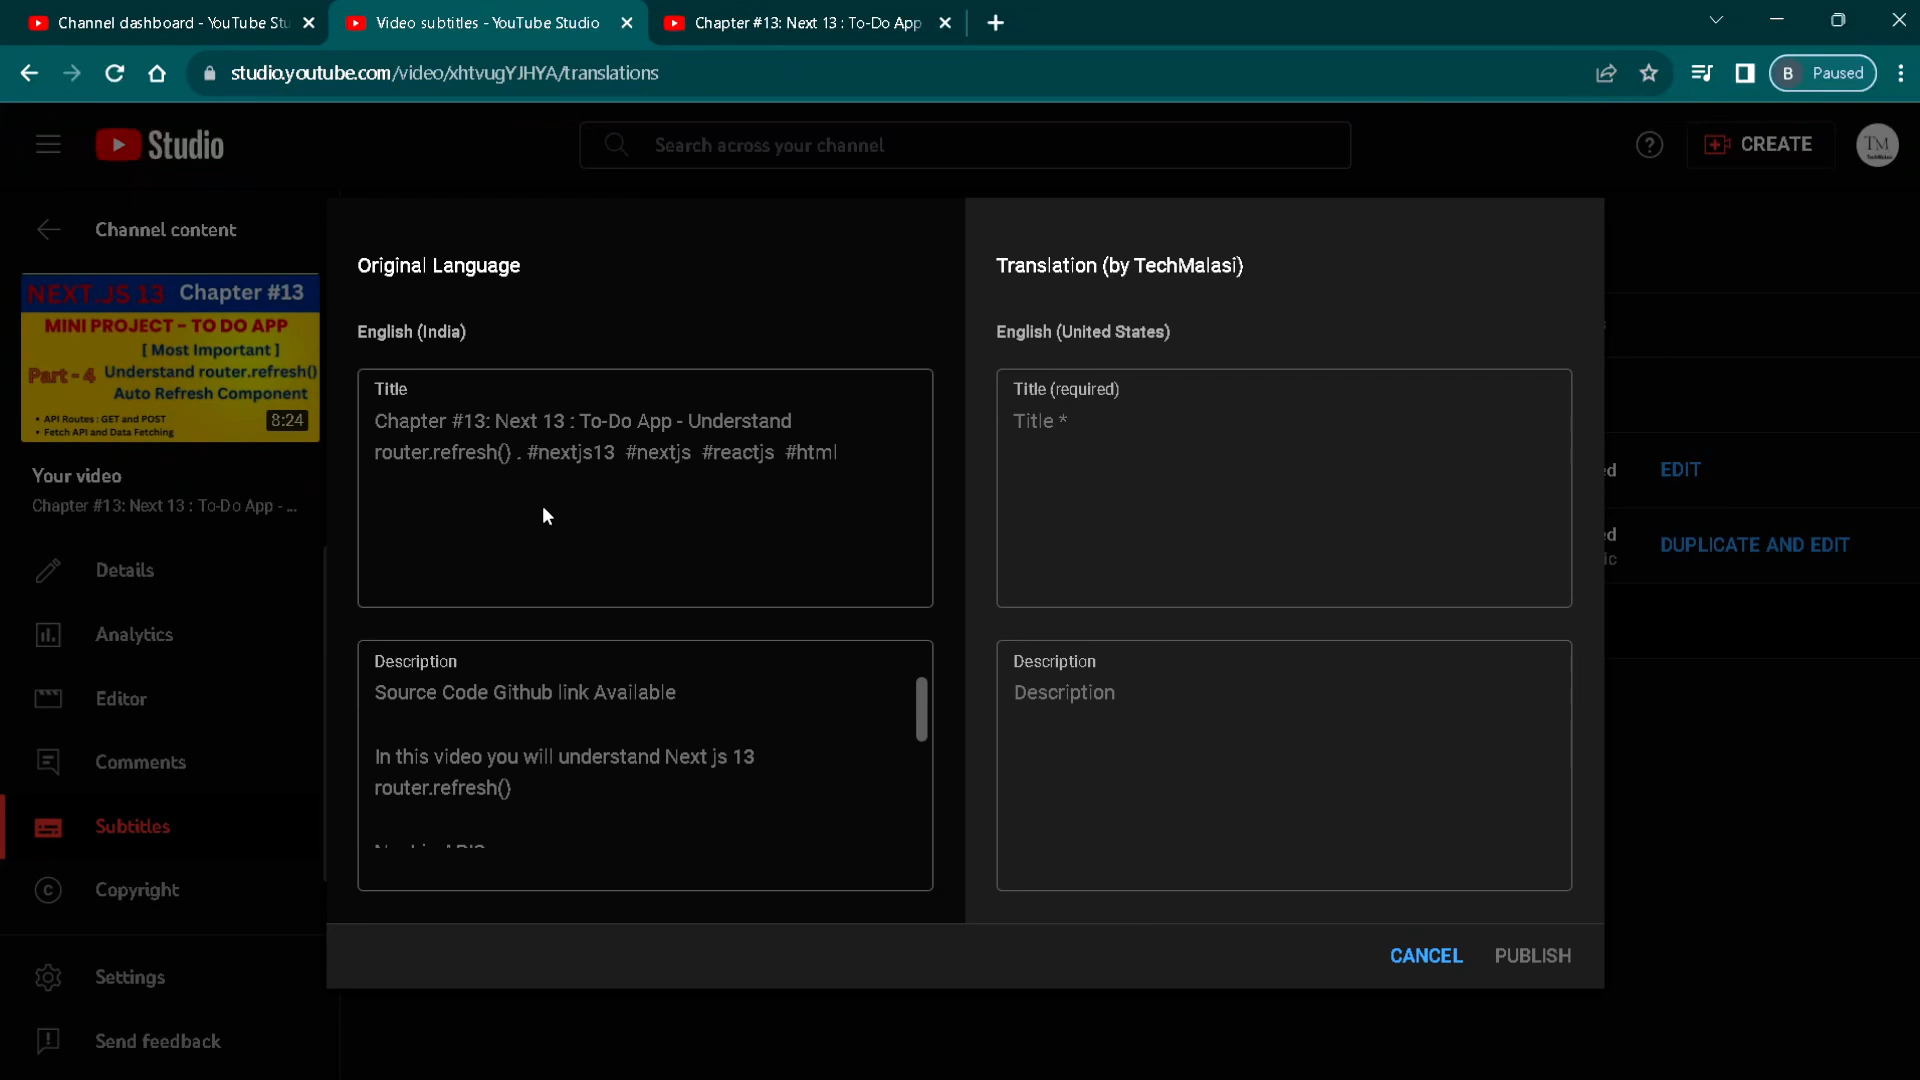 Channel dashboard - YouTube Stu
Video subtitles - YouTube Studio
Chapter #13: Next 13 : To-Do App
studio.youtube.com/video/xhtvugYJHYA/translations
B Paused
Studio
Search across your channel
CREATE
TM
Channel content
NEXT.JS 13 Chapter #13
MINI PROJECT - TO DO APP
[ Most Important ]
Part - 4 Understand router.refresh()
Auto Refresh Component
• API Routes : GET and POST
• Fetch API and Data Fetching
8:24
Your video
Chapter #13: Next 13 : To-Do App - ...
Details
Analytics
Editor
Comments
Subtitles
Copyright
Settings
Send feedback
Original Language
English (India)
Title
Chapter #13: Next 13 : To-Do App - Understand
router.refresh() . #nextjs13 #nextjs #reactjs #html
Description
Source Code Github link Available
In this video you will understand Next js 13
router.refresh()
Translation (by TechMalasi)
English (United States)
Title (required)
Title *
Description
Description
CANCEL
PUBLISH
EDIT
DUPLICATE AND EDIT